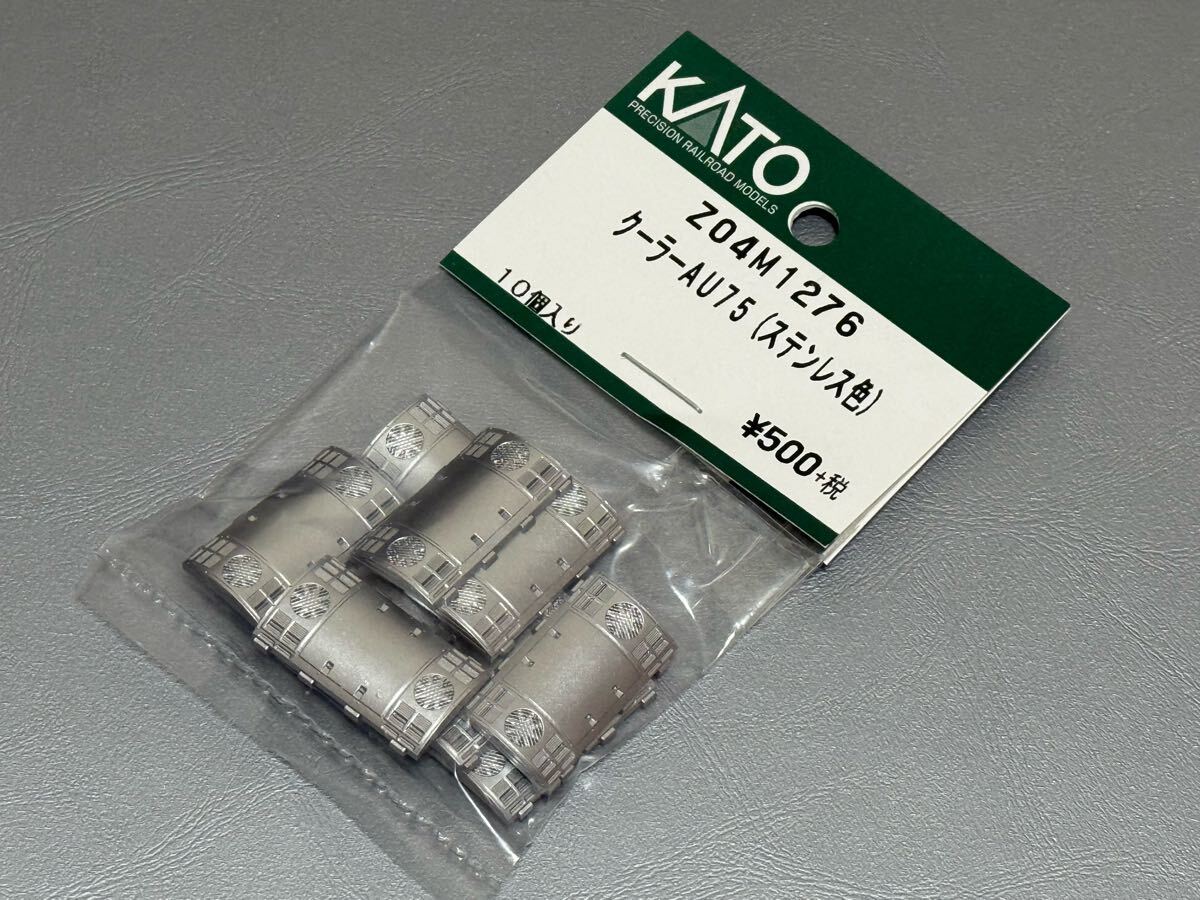 KATO
PRECISION RAILROAD MODELS
Z04M1276
クーラーAU75(ステンレス色)
10個入り
¥500+税